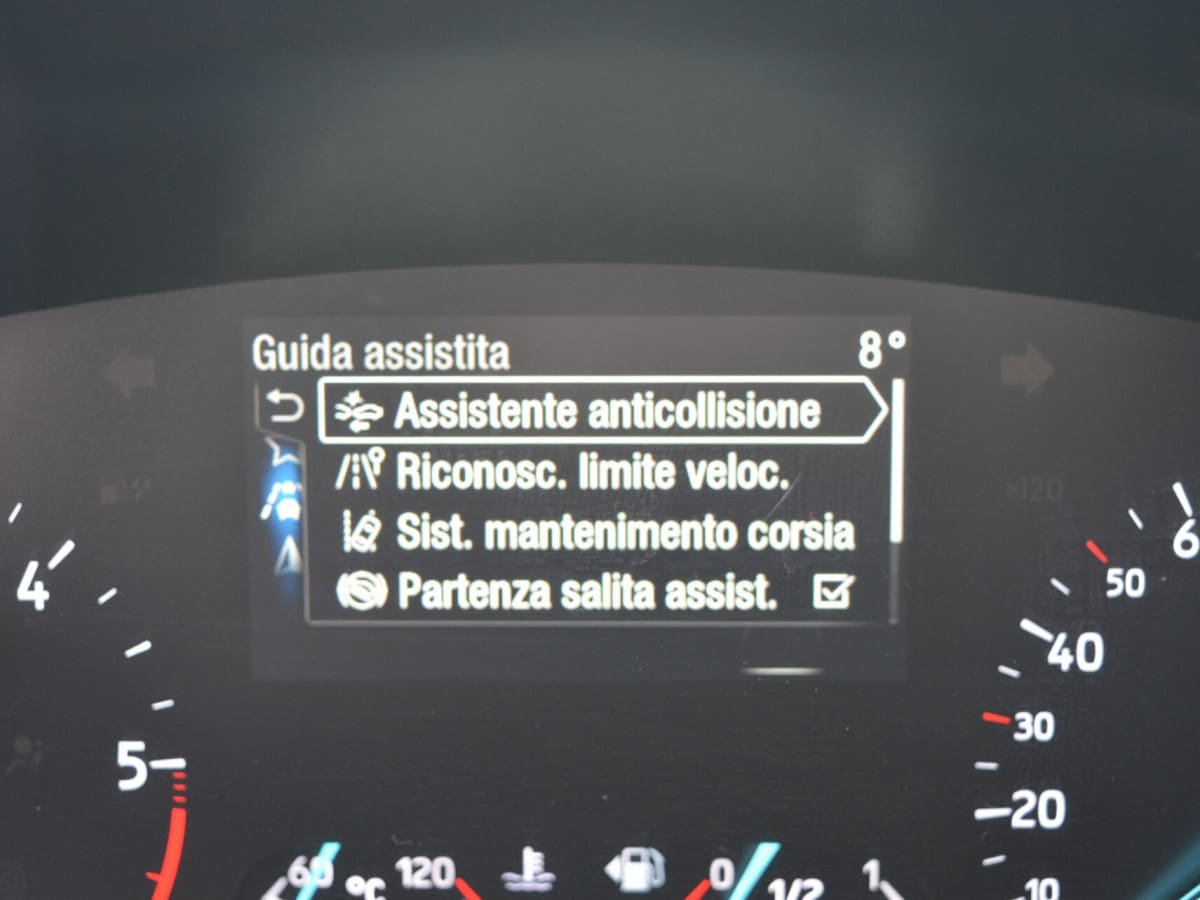 Guida assistita 8°
Assistente anticollisione
Riconosc. limite veloc.
Sist. mantenimento corsia
Partenza salita assist.
>120
4
5
6
50
40
30
20
10
60 °C 120
0 1/2 1